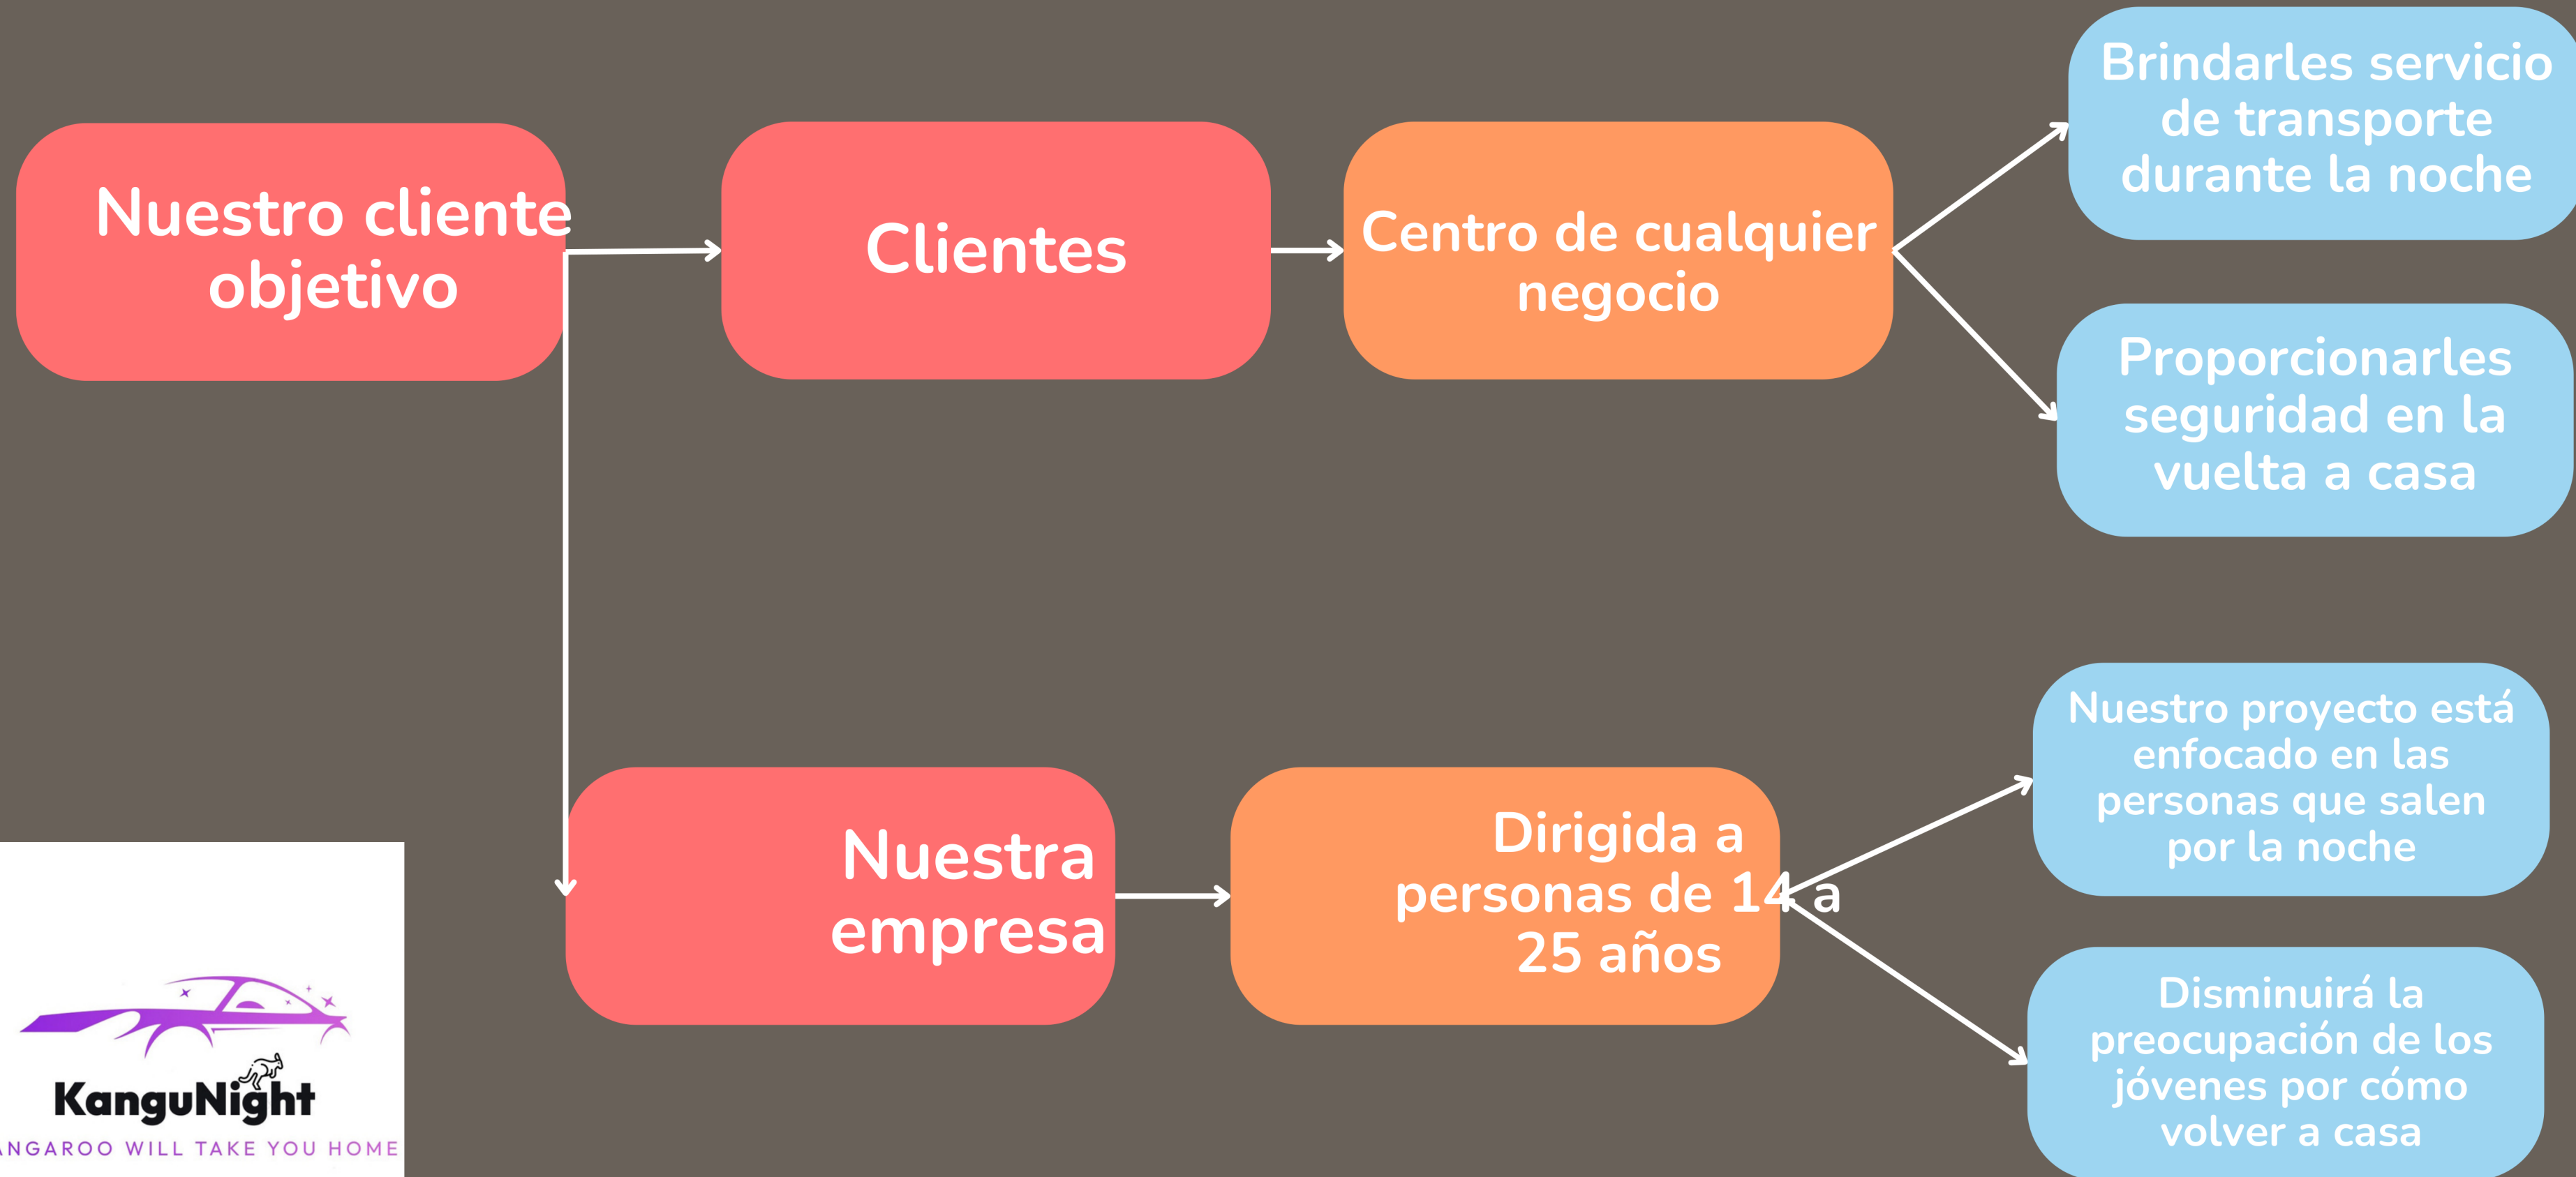 Nuestro cliente
objetivo
Clientes
Centro de cualquier
negocio
Brindarles servicio
de transporte
durante la noche
Proporcionarles
seguridad en la
vuelta a casa
Nuestra
empresa
Dirigida a
personas de 14 a
25 años
Nuestro proyecto está
enfocado en las
personas que salen
por la noche
Disminuirá la
preocupación de los
jóvenes por cómo
volver a casa
KanguNight
NGAROO WILL TAKE YOU HOME